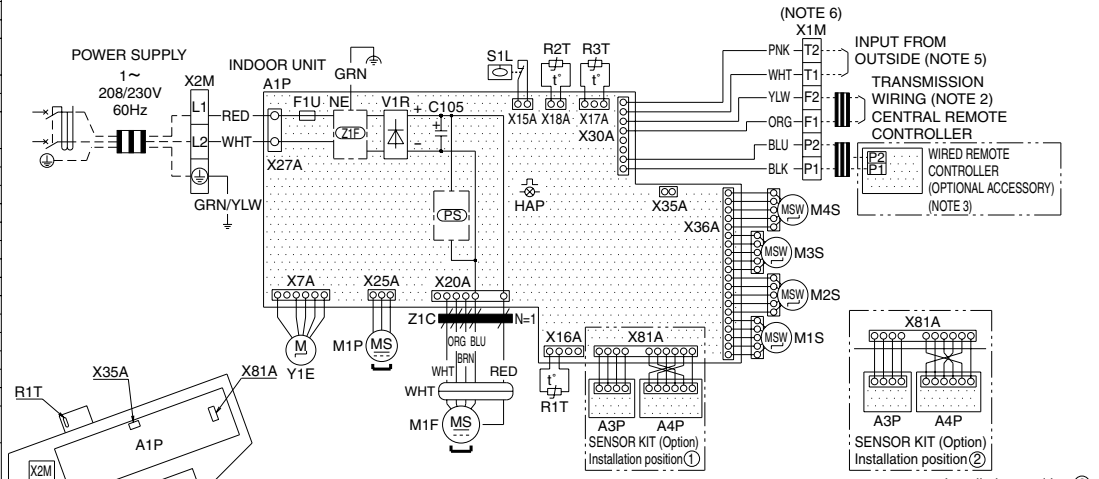 (NOTE 6)
X1M
POWER SUPPLY
1~
208/230V
60Hz
X2M
L1
L2
RED
WHT
GRN/YLW
INDOOR UNIT
A1P
GRN
F1U
NE
V1R
C105
+
+
−
Z1F
X27A
PS
HAP
S1L
R2T
R3T
t°
t°
X15A
X18A
X17A
X30A
PNK
T2
WHT
T1
YLW
F2
ORG
F1
BLU
P2
BLK
P1
INPUT FROM
OUTSIDE (NOTE 5)
TRANSMISSION
WIRING (NOTE 2)
CENTRAL REMOTE
CONTROLLER
P2
P1
WIRED REMOTE
CONTROLLER
(OPTIONAL ACCESSORY)
(NOTE 3)
X35A
X36A
MSW
M4S
MSW
M3S
MSW
M2S
MSW
M1S
X7A
X25A
X20A
M
Y1E
M1P
MS
Z1C
N=1
ORG
BLU
BRN
WHT
RED
WHT
M1F
MS
X16A
t°
R1T
X81A
A3P
A4P
SENSOR KIT (Option)
Installation position①
X81A
A3P
A4P
SENSOR KIT (Option)
Installation position②
R1T
X35A
X81A
A1P
X2M